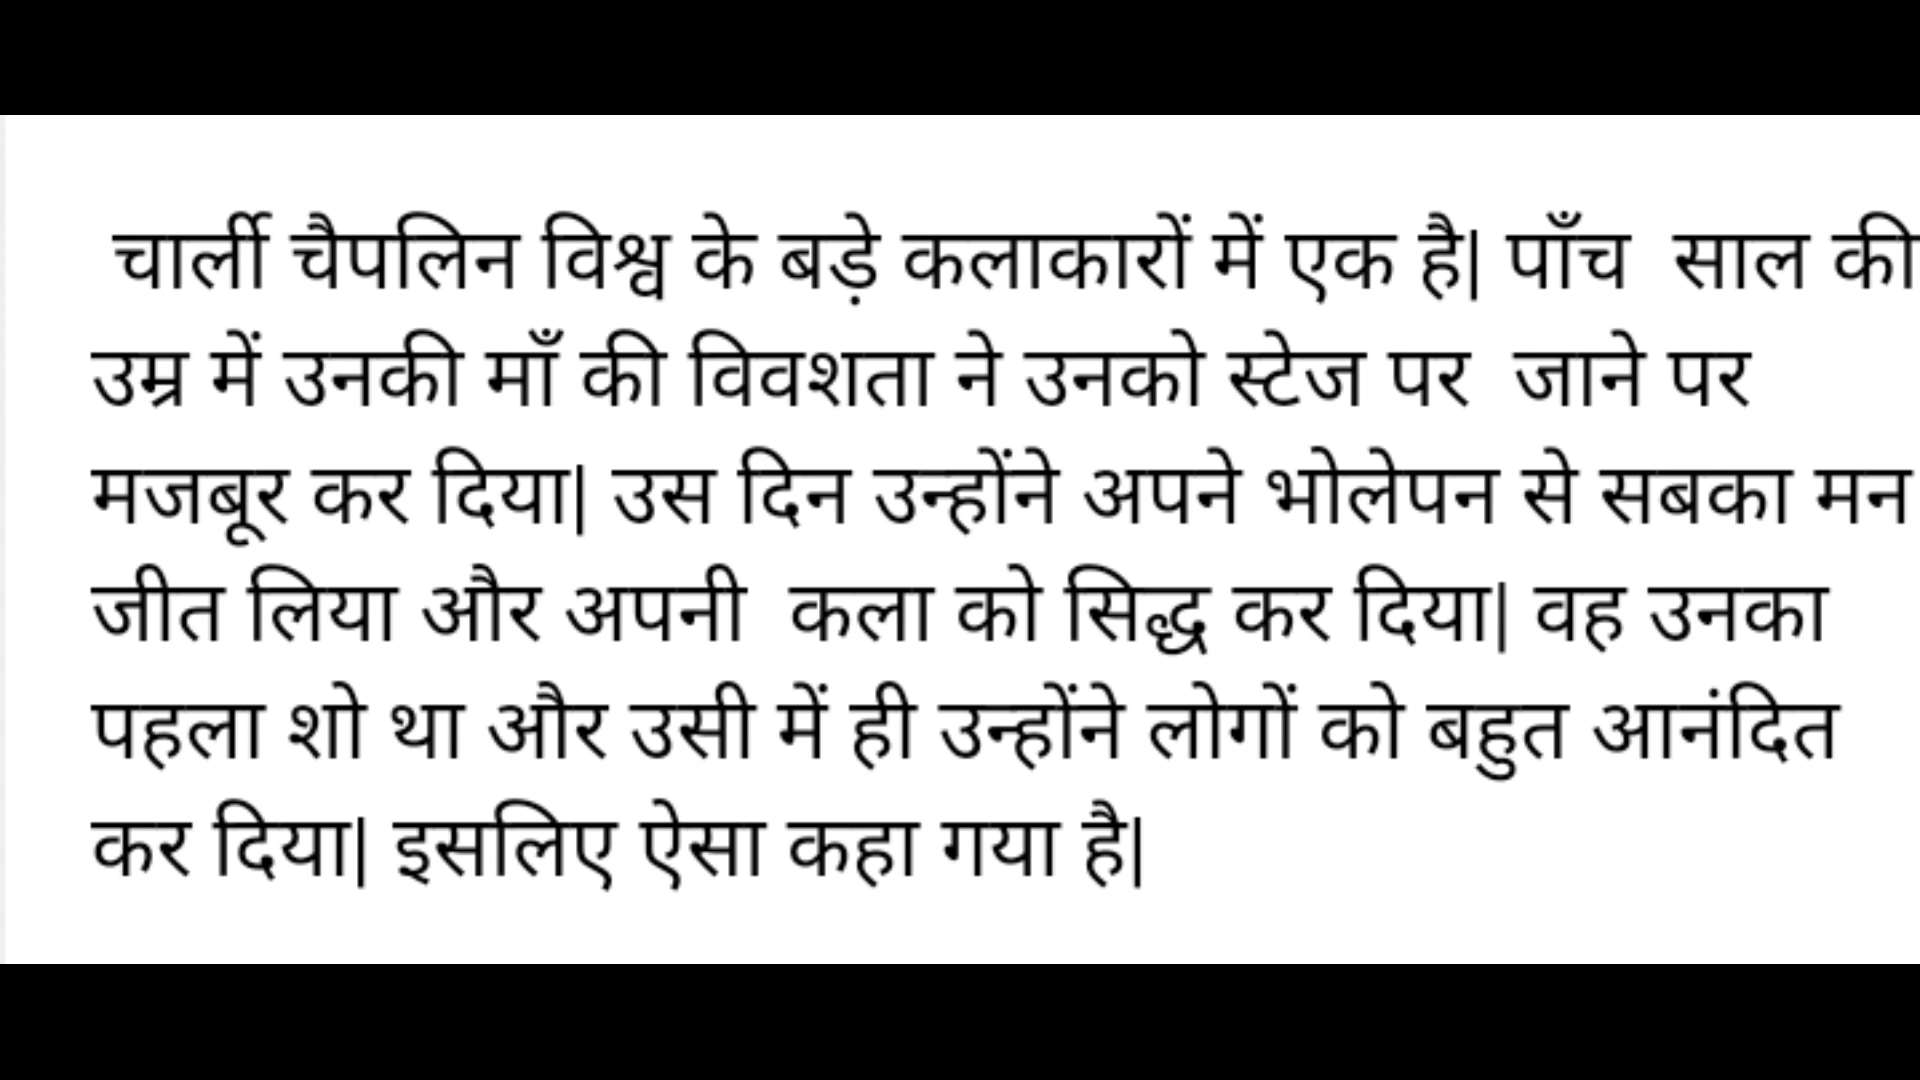 चार्ली चैपलिन विश्व के बड़े कलाकारों में एक है| पाँच  साल की
उम्र में उनकी माँ की विवशता ने उनको स्टेज पर  जाने पर
मजबूर कर दिया| उस दिन उन्होंने अपने भोलेपन से सबका मन
जीत लिया और अपनी  कला को सिद्ध कर दिया| वह उनका
पहला शो था और उसी में ही उन्होंने लोगों को बहुत आनंदित
कर दिया| इसलिए ऐसा कहा गया है|